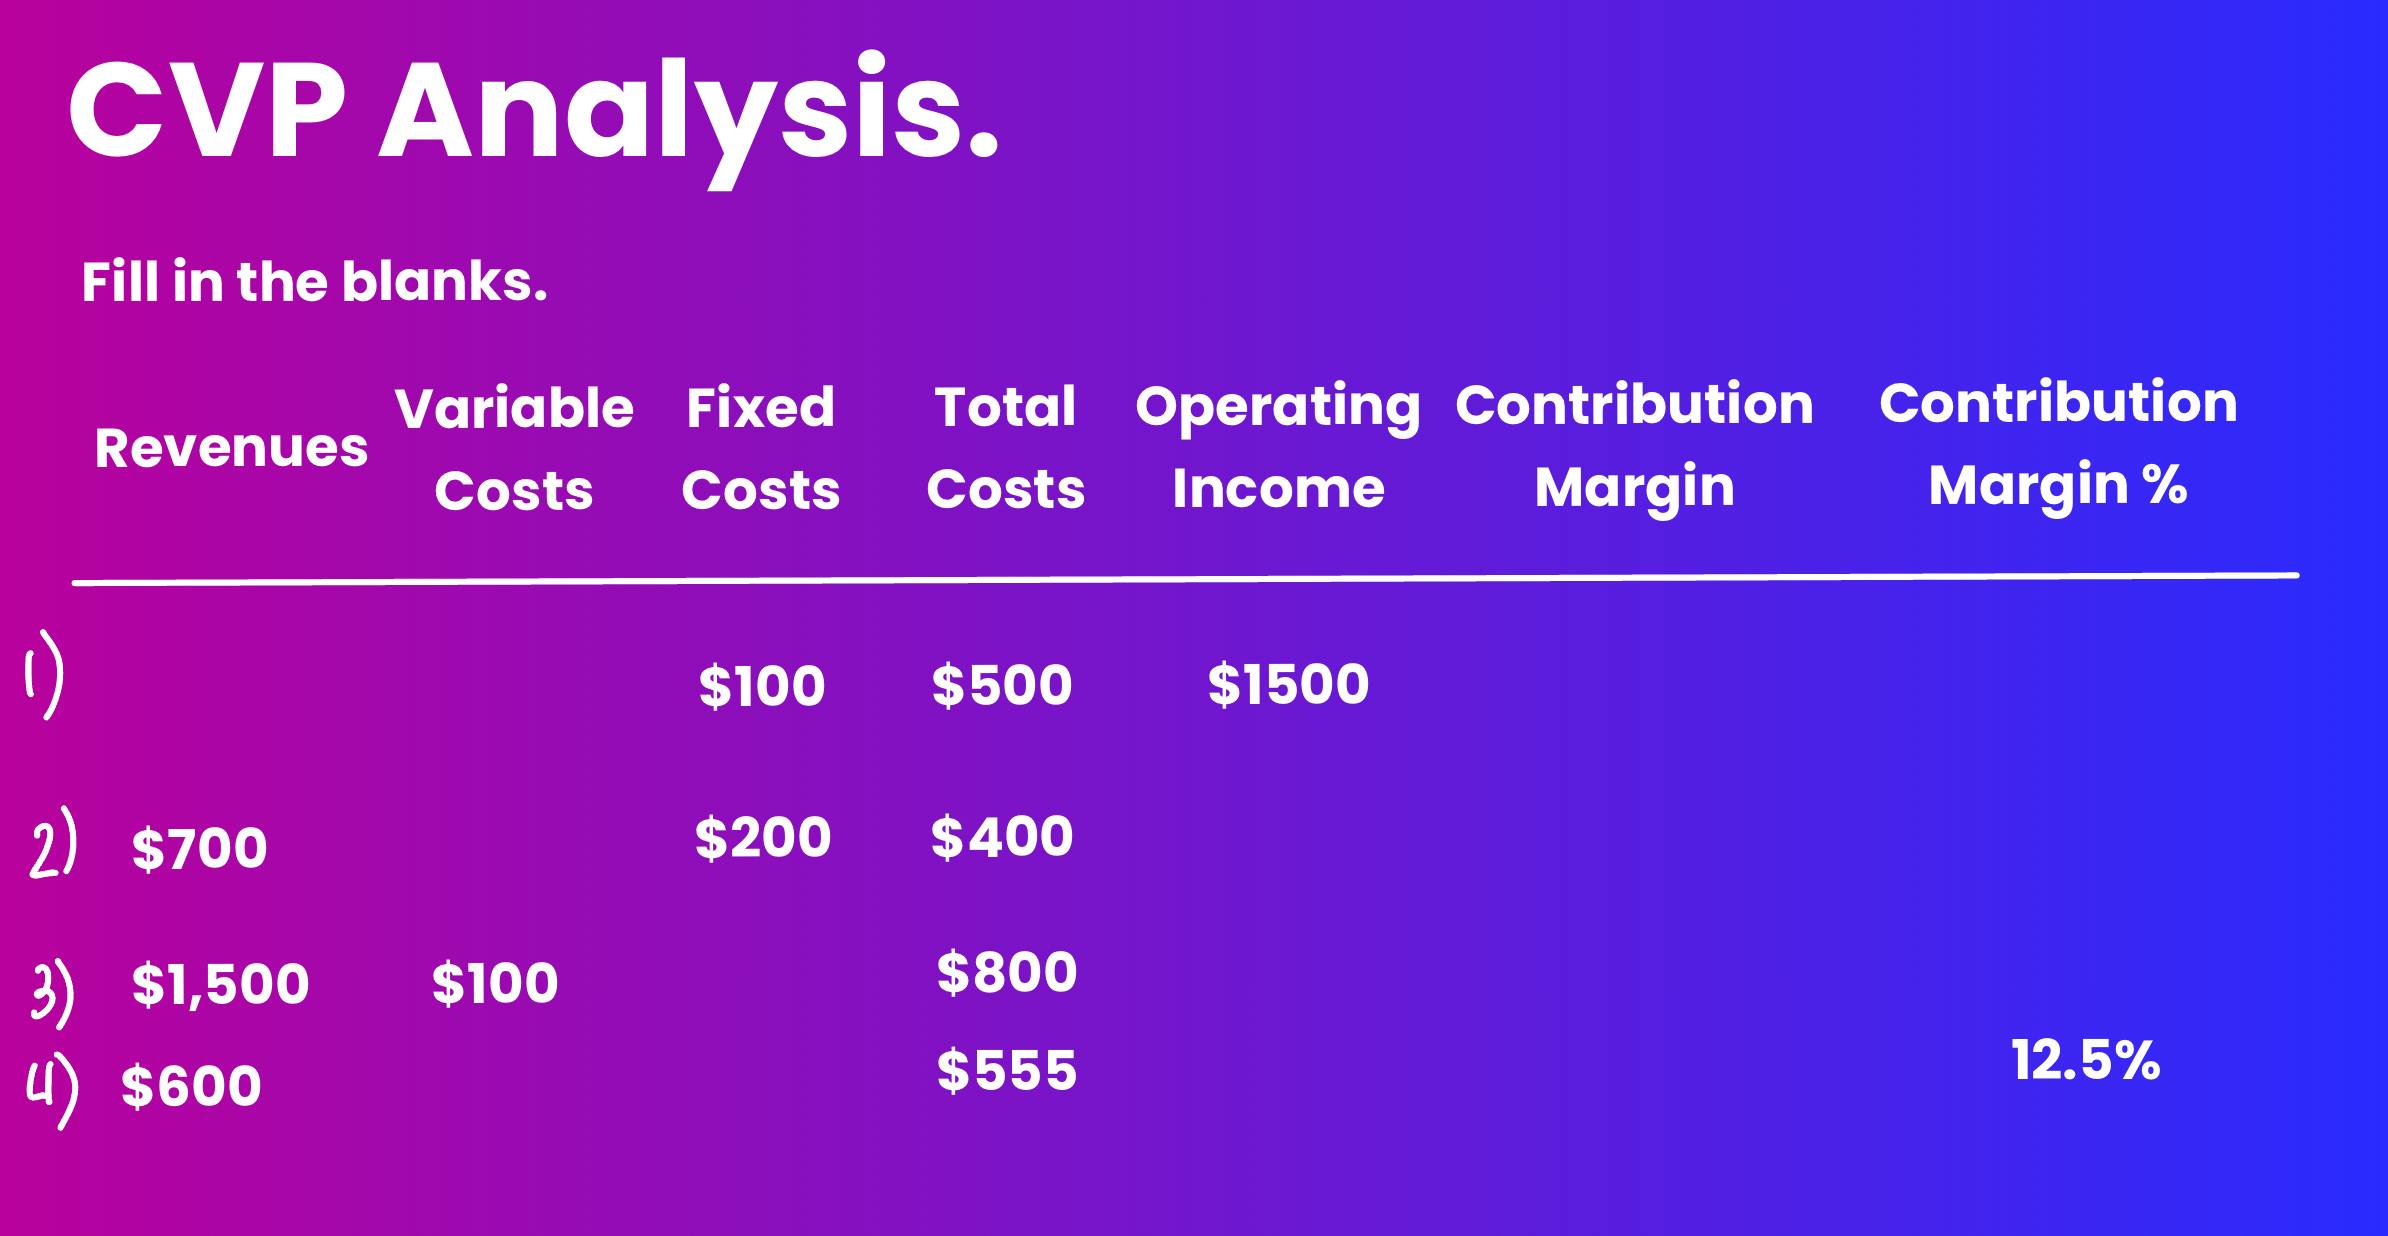 CVP Analysis.
Fill in the blanks.
Revenues Variable Costs Fixed Costs Total Costs Operating Income Contribution Margin Contribution Margin %
1) $100 $500 $1500
2) $700 $200 $400
3) $1,500 $100 $800
4) $600 $555 12.5%